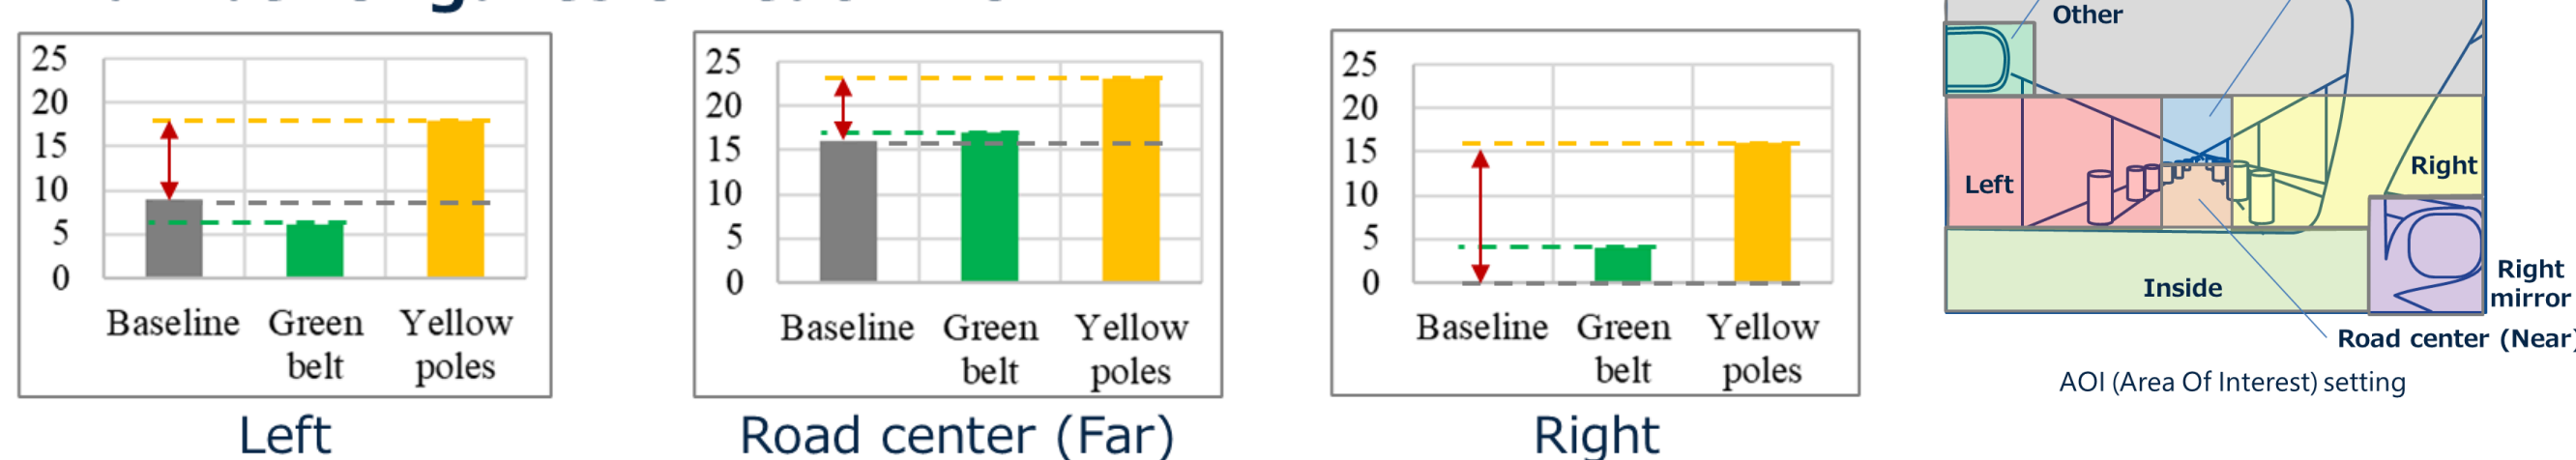 25
20
15
10
5
0
Baseline Green belt Yellow poles
Left
25
20
15
10
5
0
Baseline Green belt Yellow poles
Road center (Far)
25
20
15
10
5
0
Baseline Green belt Yellow poles
Right
Other
Left
Right
Inside
Right
mirror
Road center (Near)
AOI (Area Of Interest) setting